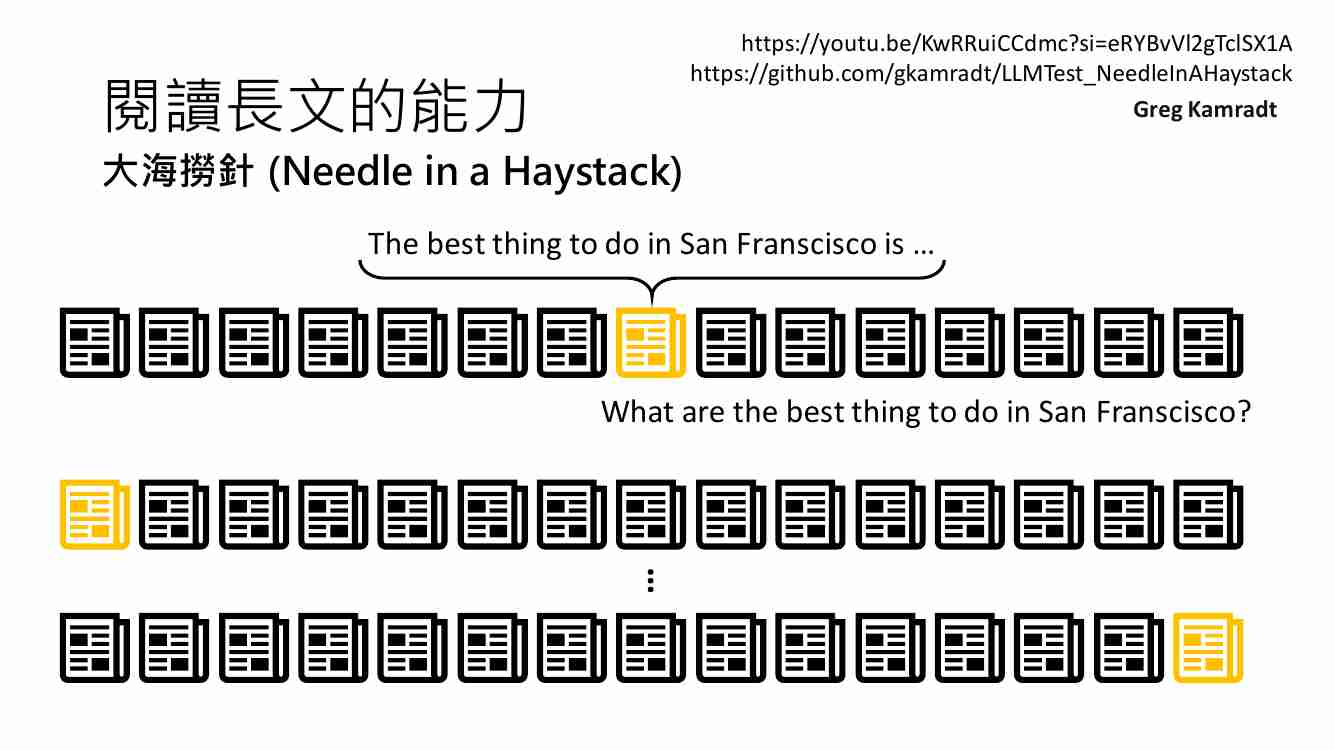 https://youtu.be/KwRRuiCCdmc?si=eRYBvVl2gTclSX1A
https://github.com/gkamradt/LLMTest_NeedleInAHaystack
Greg Kamradt
閱讀長文的能力
大海撈針 (Needle in a Haystack)
The best thing to do in San Franscisco is …
What are the best thing to do in San Franscisco?